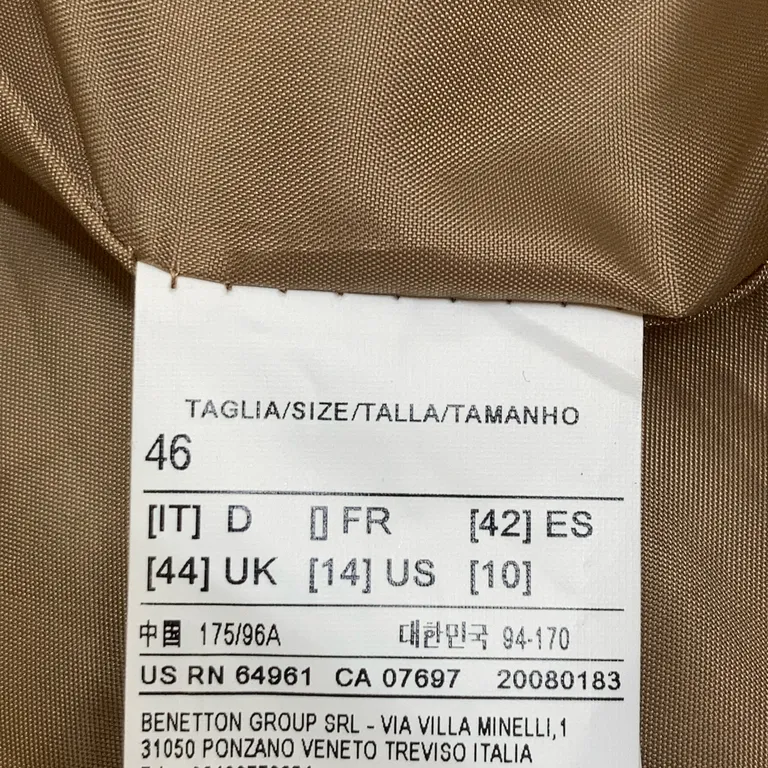 TAGLIA/SIZE/TALLA/TAMANHO
46
[IT] D [] FR [42] ES
[44] UK [14] US [10]
中国 175/96A 대한민국 94-170
US RN 64961 CA 07697 20080183
BENETTON GROUP SRL - VIA VILLA MINELLI,1
31050 PONZANO VENETO TREVISO ITALIA